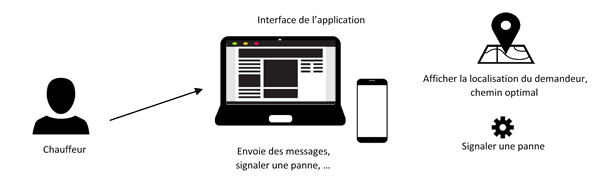 Interface de l’application
Afficher la localisation du demandeur,
chemin optimal
Chauffeur
Envoie des messages,
signaler une panne, …
Signaler une panne